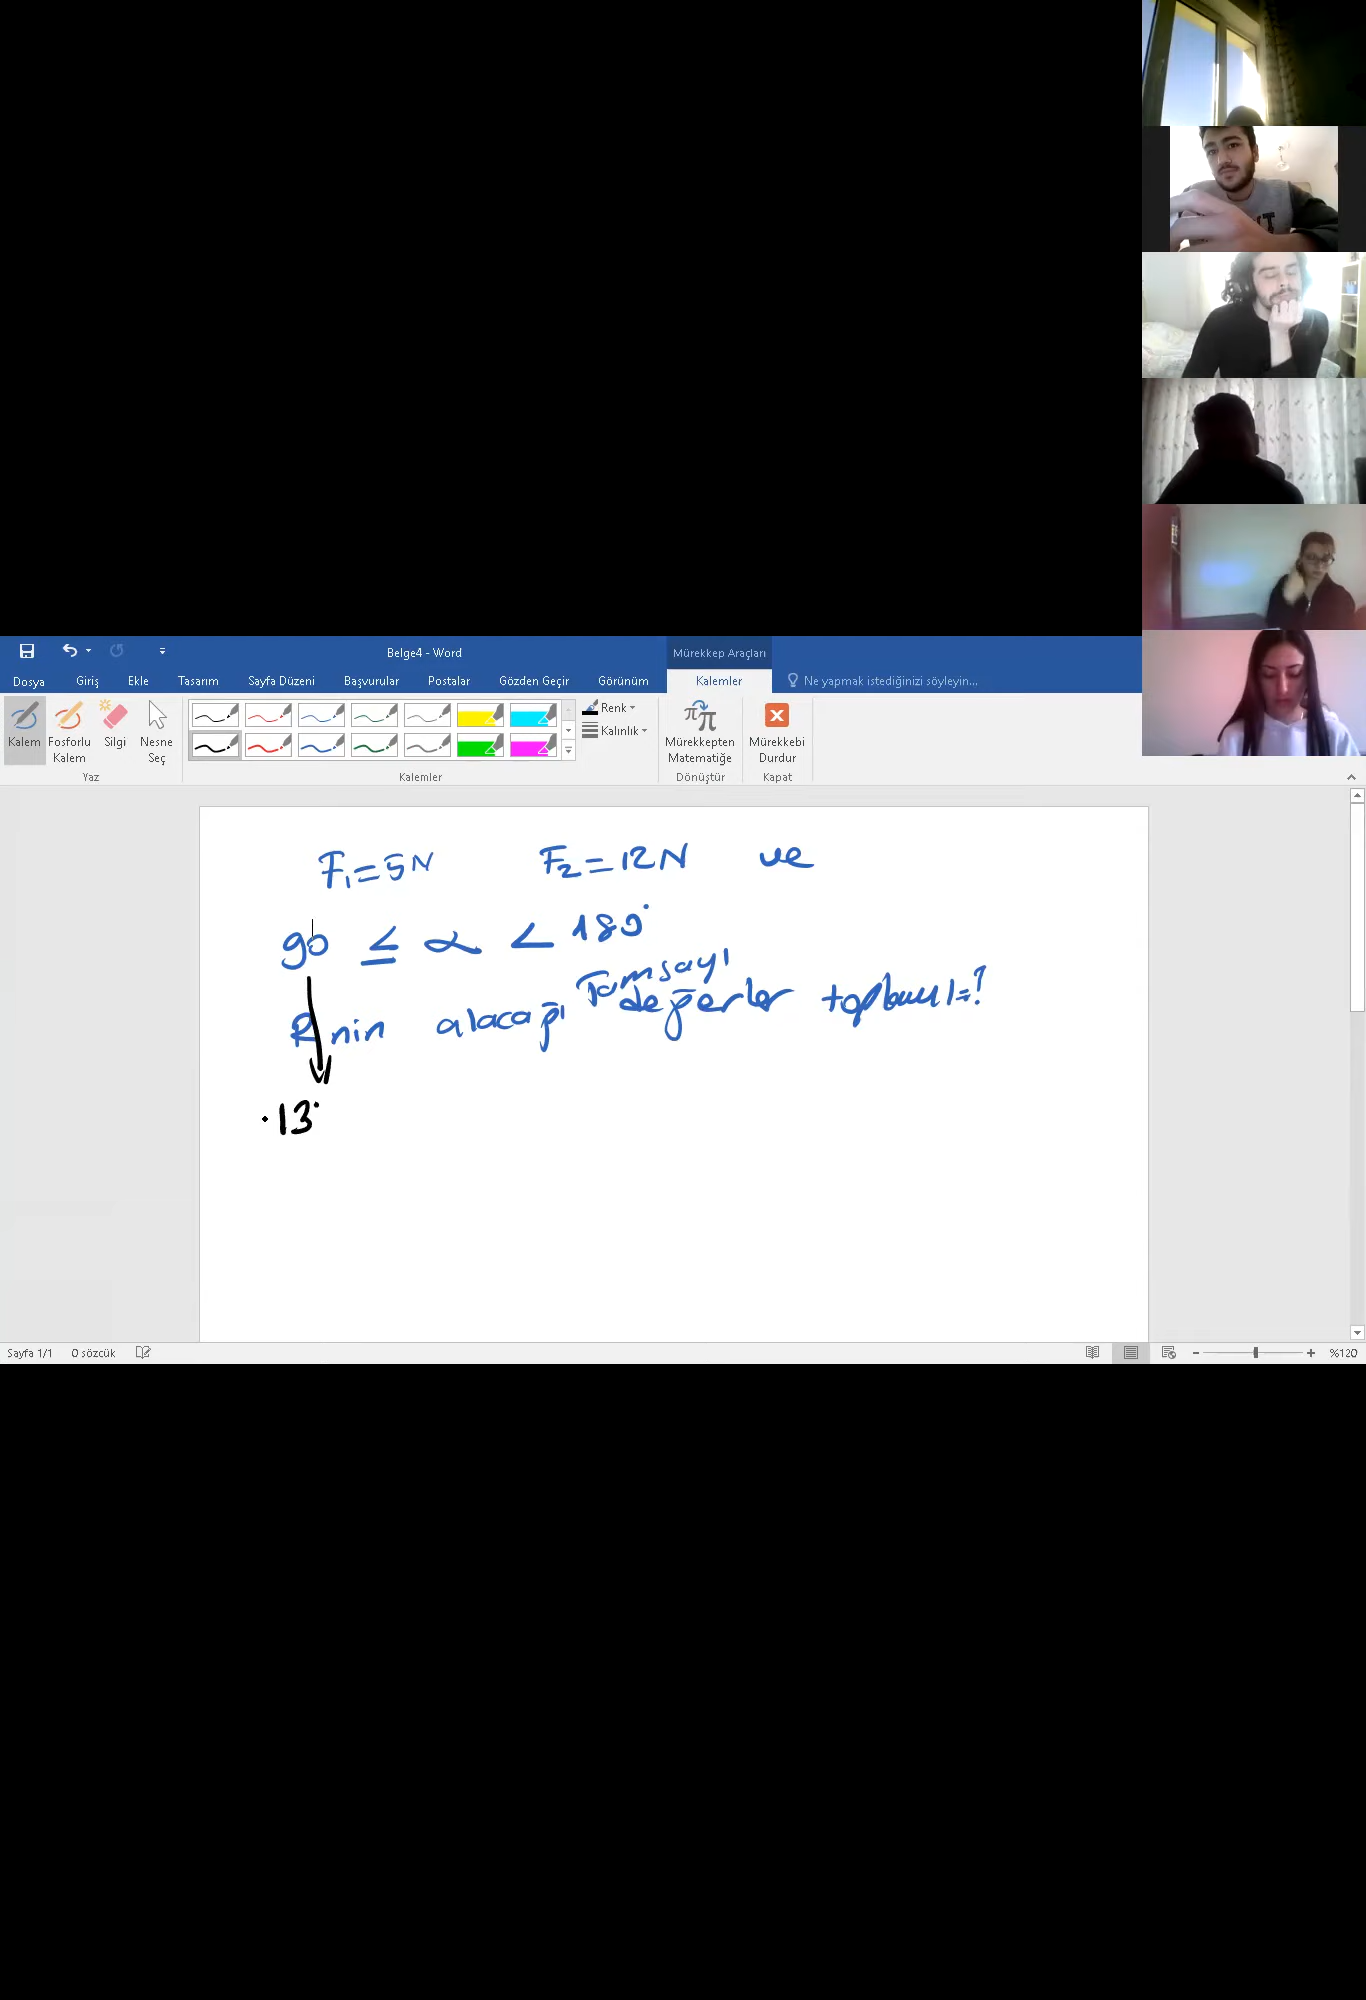 Belge4 - Word
Mürekkep Araçları
Dosya Giriş Ekle Tasarım Sayfa Düzeni Başvurular Postalar Gözden Geçir Görünüm Kalemler Ne yapmak istediğinizi söyleyin...
Kalem Fosforlu Kalem Silgi Nesne Seç
Renk
Kalınlık
Mürekkepten Matematiğe
Mürekkebi Durdur
Yaz Kalemler Dönüştür Kapat
F₁=5N F₂=12N ve
90 ≤ α < 180°
R nin alacağı Tamsayı değerler toplamı=?
13
Sayfa 1/1 0 sözcük %120